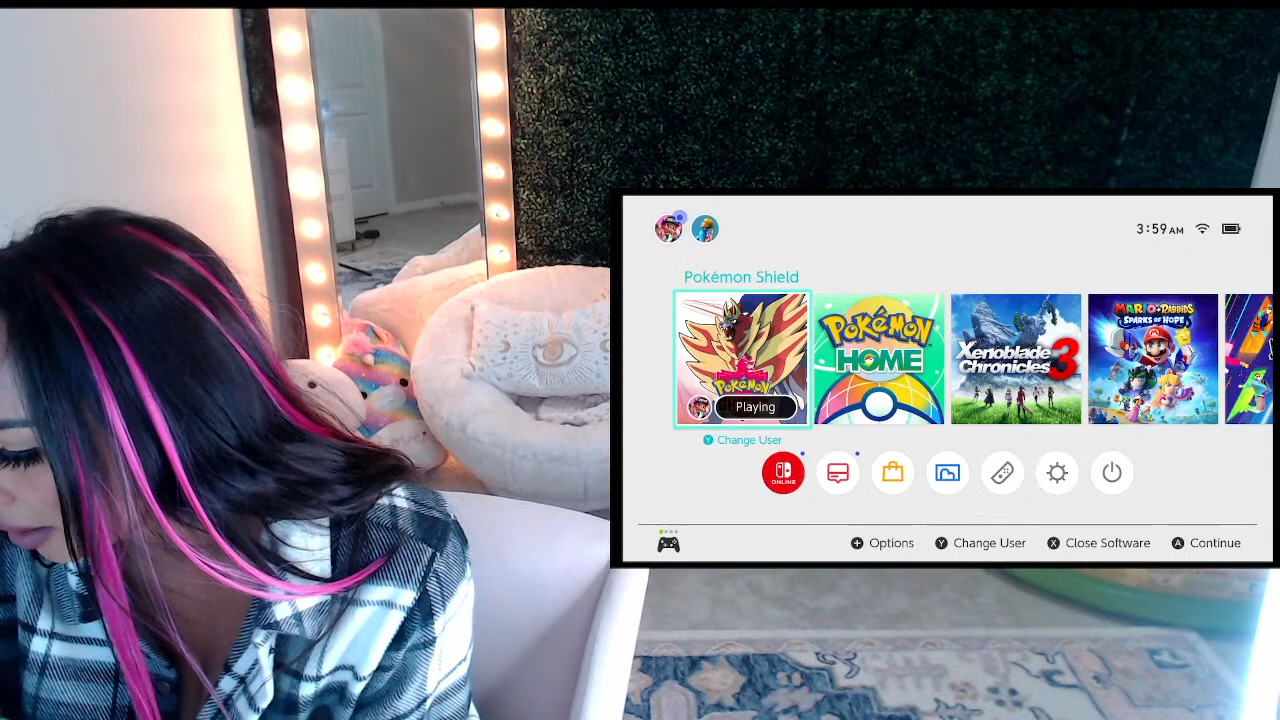 3:59 AM
Pokémon Shield
POKÉMON
Playing
POKÉMON
HOME
Xenoblade
Chronicles 3
MARIO + RABBIDS
SPARKS OF HOPE
Change User
ONLINE
Options
Change User
Close Software
Continue